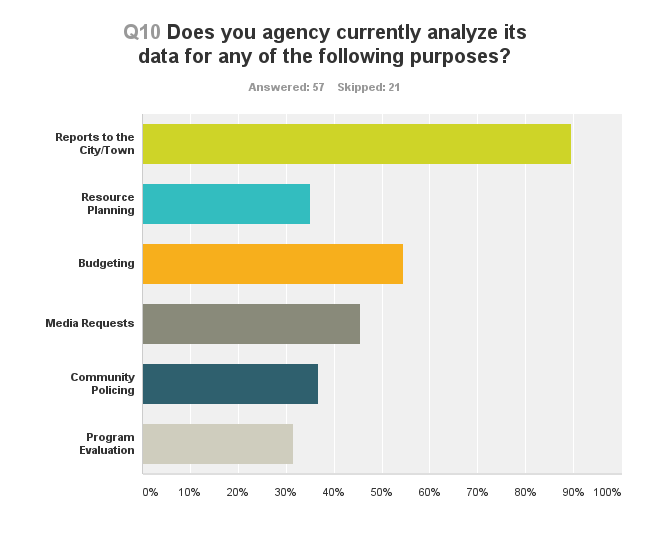 Q10 Does you agency currently analyze its
data for any of the following purposes?
Answered: 57 Skipped: 21
Reports to the
City/Town
Resource
Planning
Budgeting
Media Requests
Community
Policing
Program
Evaluation
0% 10% 20% 30% 40% 50% 60% 70% 80% 90% 100%